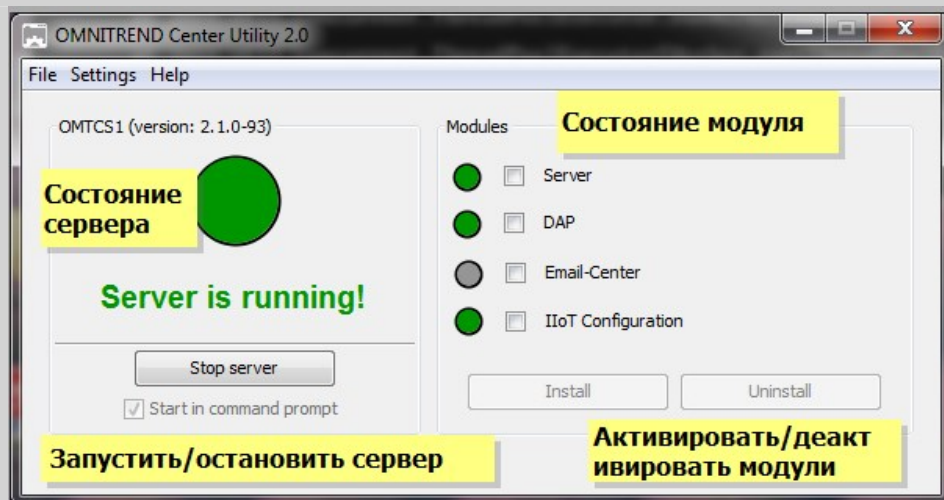 OMNITREND Center Utility 2.0
File Settings Help
OMTCS1 (version: 2.1.0-93)
Состояние
сервера
Server is running!
Stop server
Start in command prompt
Запустить/остановить сервер
Modules
Состояние модуля
Server
DAP
Email-Center
IIoT Configuration
Install Uninstall
Активировать/деакт
ивировать модули